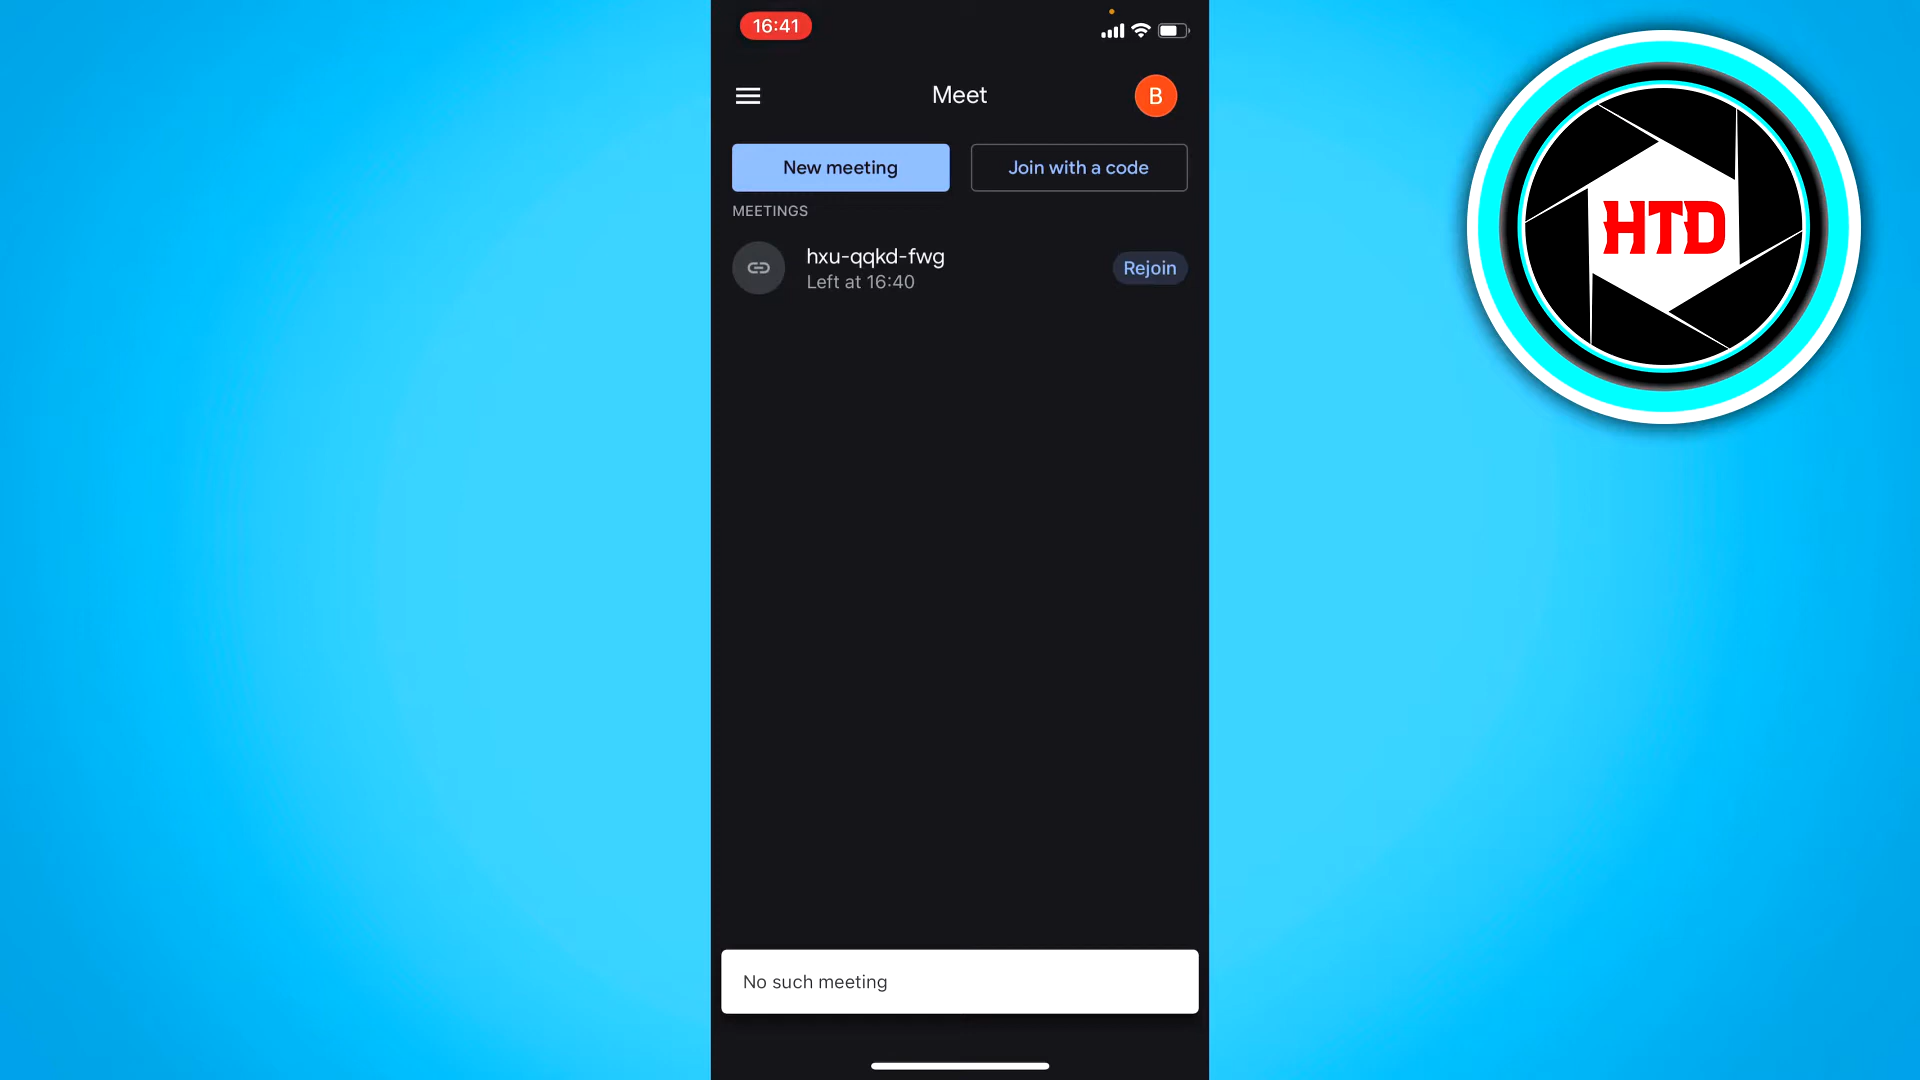 16:41
Meet
B
New meeting
Join with a code
MEETINGS
hxu-qqkd-fwg
Left at 16:40
Rejoin
HTD
No such meeting